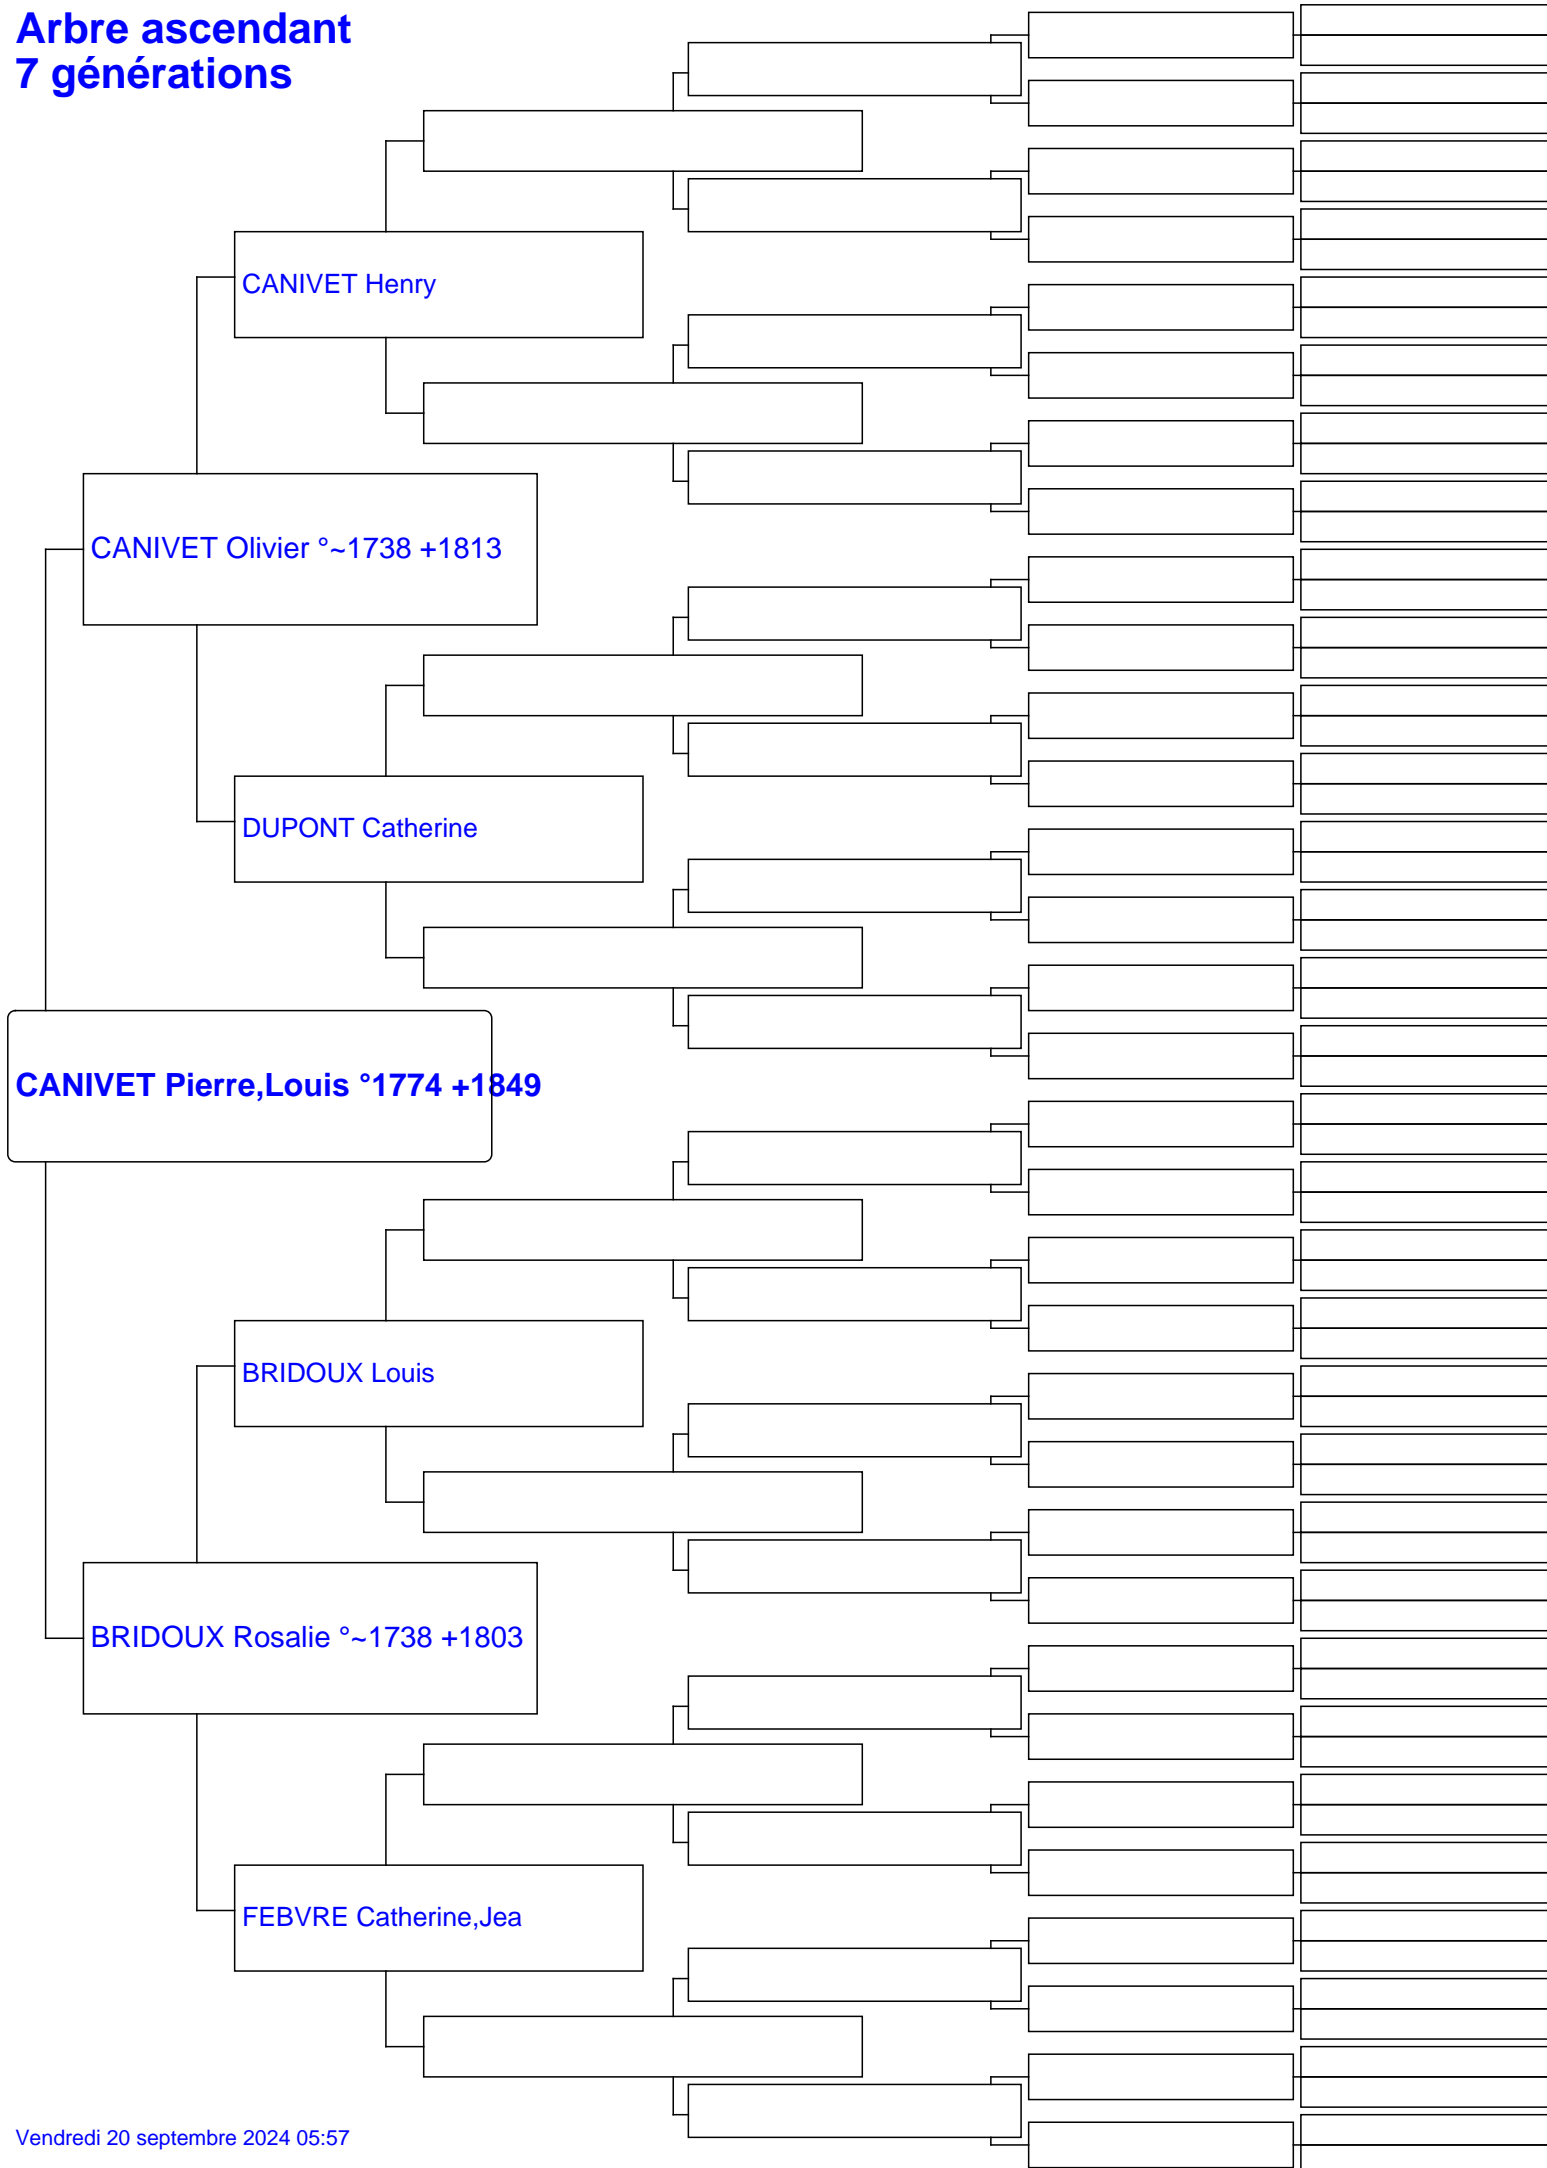 Arbre ascendant
7 générations
CANIVET Henry
CANIVET Olivier °~1738 +1813
DUPONT Catherine
CANIVET Pierre,Louis °1774 +1849
BRIDOUX Louis
BRIDOUX Rosalie °~1738 +1803
FEBVRE Catherine,Jea
Vendredi 20 septembre 2024 05:57